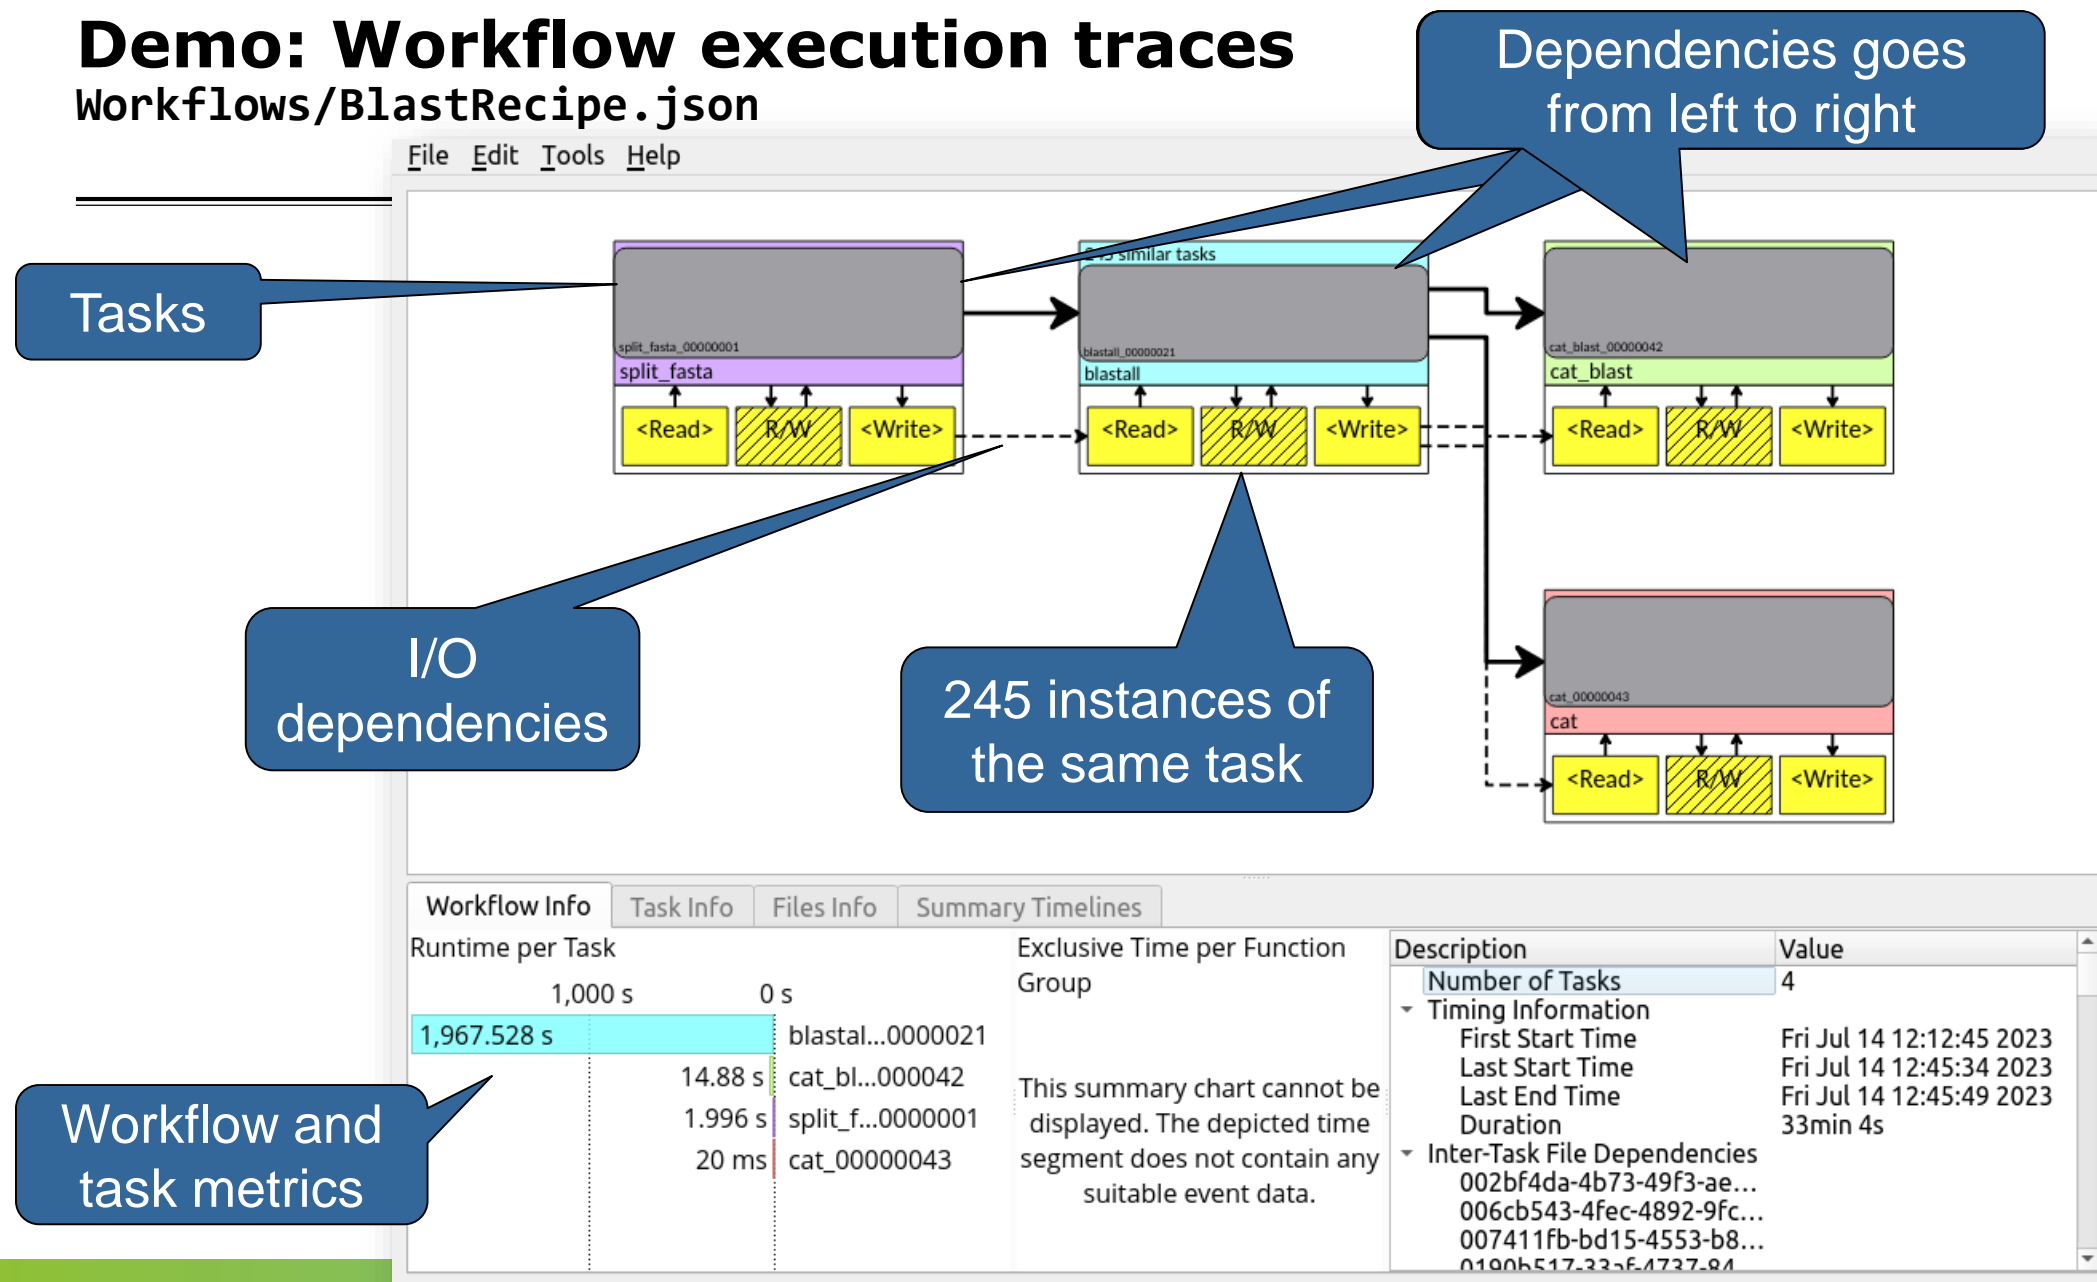 Demo: Workflow execution traces
Workflows/BlastRecipe.json
Dependencies goes
from left to right
File Edit Tools Help
Tasks
split_fasta_00000001
split_fasta
<Read> R/W <Write>
similar tasks
blastall_00000021
blastall
<Read> R/W <Write>
cat_blast_00000042
cat_blast
<Read> R/W <Write>
I/O
dependencies
245 instances of
the same task
cat_00000043
cat
<Read> R/W <Write>
Workflow Info Task Info Files Info Summary Timelines
Runtime per Task
1,000 s 0 s
1,967.528 s blastal...0000021
14.88 s cat_bl...000042
1.996 s split_f...0000001
20 ms cat_00000043
Workflow and
task metrics
Exclusive Time per Function
Group
This summary chart cannot be
displayed. The depicted time
segment does not contain any
suitable event data.
Description Value
Number of Tasks 4
Timing Information
First Start Time Fri Jul 14 12:12:45 2023
Last Start Time Fri Jul 14 12:45:34 2023
Last End Time Fri Jul 14 12:45:49 2023
Duration 33min 4s
Inter-Task File Dependencies
002bf4da-4b73-49f3-ae...
006cb543-4fec-4892-9fc...
007411fb-bd15-4553-b8...